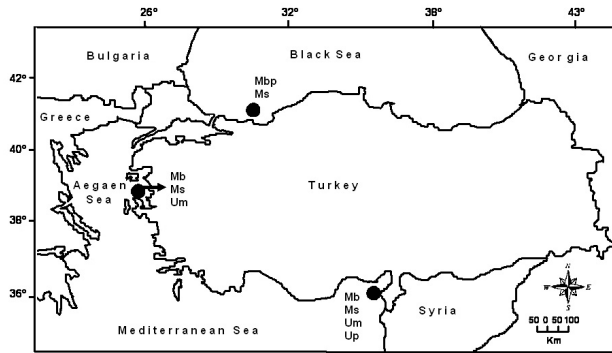 26° 32° 38° 43°
Bulgaria
Black Sea
Georgia
42°
Mbp
Ms
Greece
40°
Aegaen
Sea
Mb
Ms
Um
Turkey
38°
N
W E
S
36°
Mb
Ms
Um
Up
Syria
50 0 50 100
Km
Mediterranean Sea